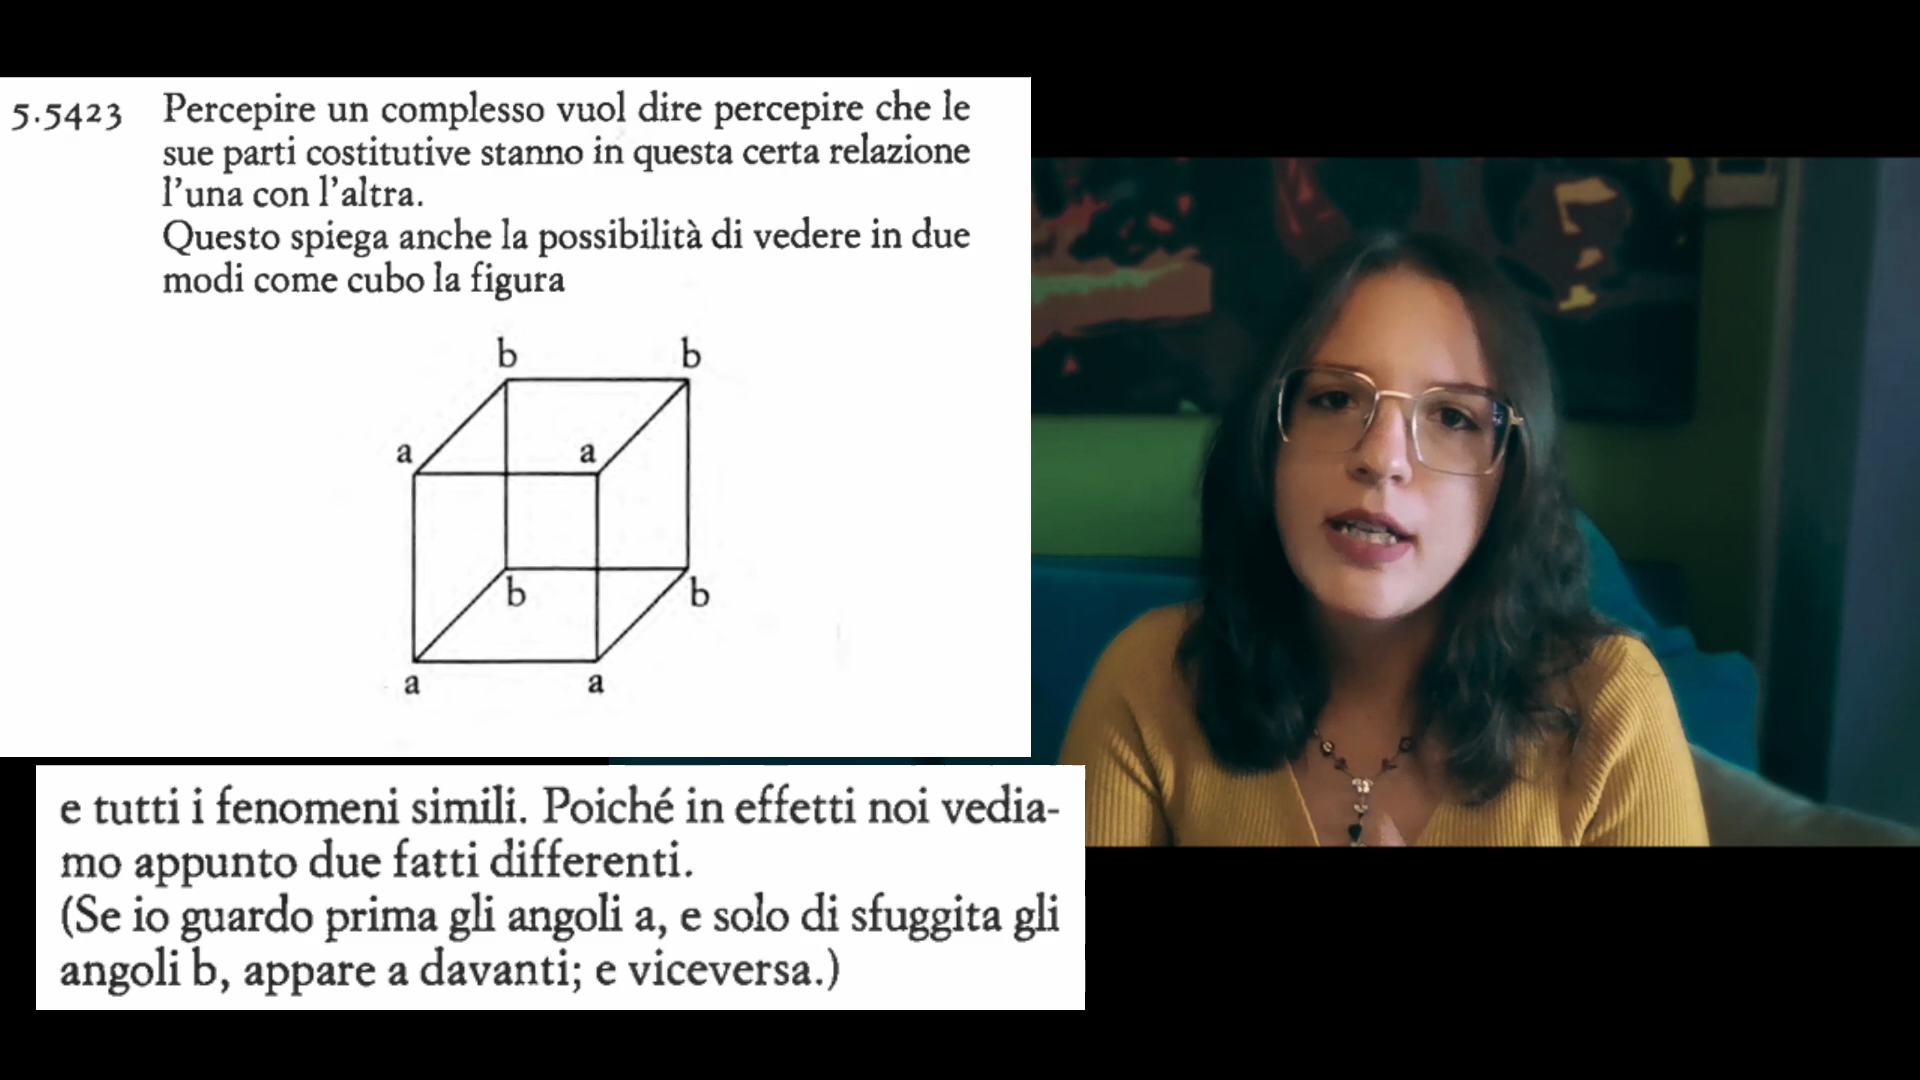 5.5423 Percepire un complesso vuol dire percepire che le
sue parti costitutive stanno in questa certa relazione
l'una con l'altra.
Questo spiega anche la possibilità di vedere in due
modi come cubo la figura
b b
a a
b b
a a
e tutti i fenomeni simili. Poiché in effetti noi vedia-
mo appunto due fatti differenti.
(Se io guardo prima gli angoli a, e solo di sfuggita gli
angoli b, appare a davanti; e viceversa.)